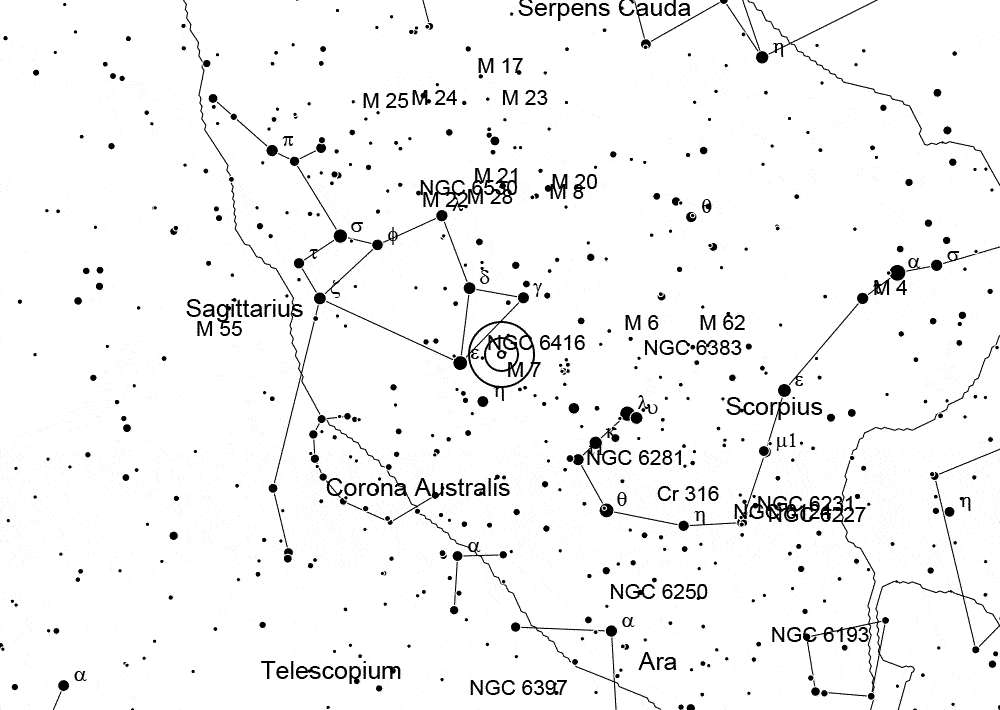 Serpens Cauda
η
M 17
M 25
M 24
M 23
π
M 21
M 20
NGC 6530
M 8
M 22
λ
M 28
θ
σ
φ
τ
α
σ
δ
γ
ζ
M 4
Sagittarius
M 55
M 6
M 62
NGC 6416
NGC 6383
ε
M 7
ε
η
λ
υ
Scorpius
κ
μ1
NGC 6281
Corona Australis
θ
Cr 316
η
NGC 6231
NGC 6124
NGC 6227
η
α
NGC 6250
α
NGC 6193
Ara
Telescopium
α
NGC 6397